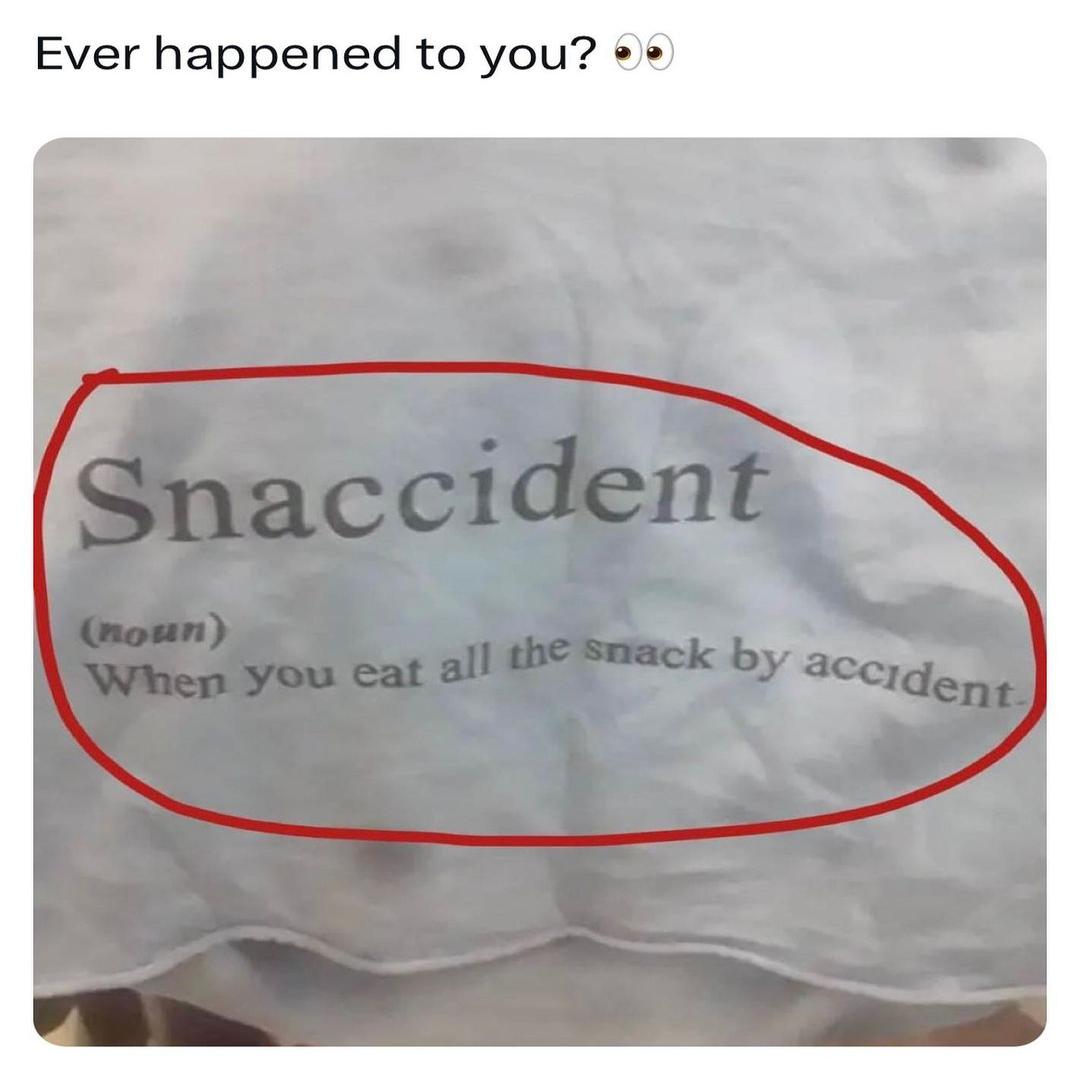 Ever happened to you? 👀
Snaccident
(noun)
When you eat all the snack by accident.